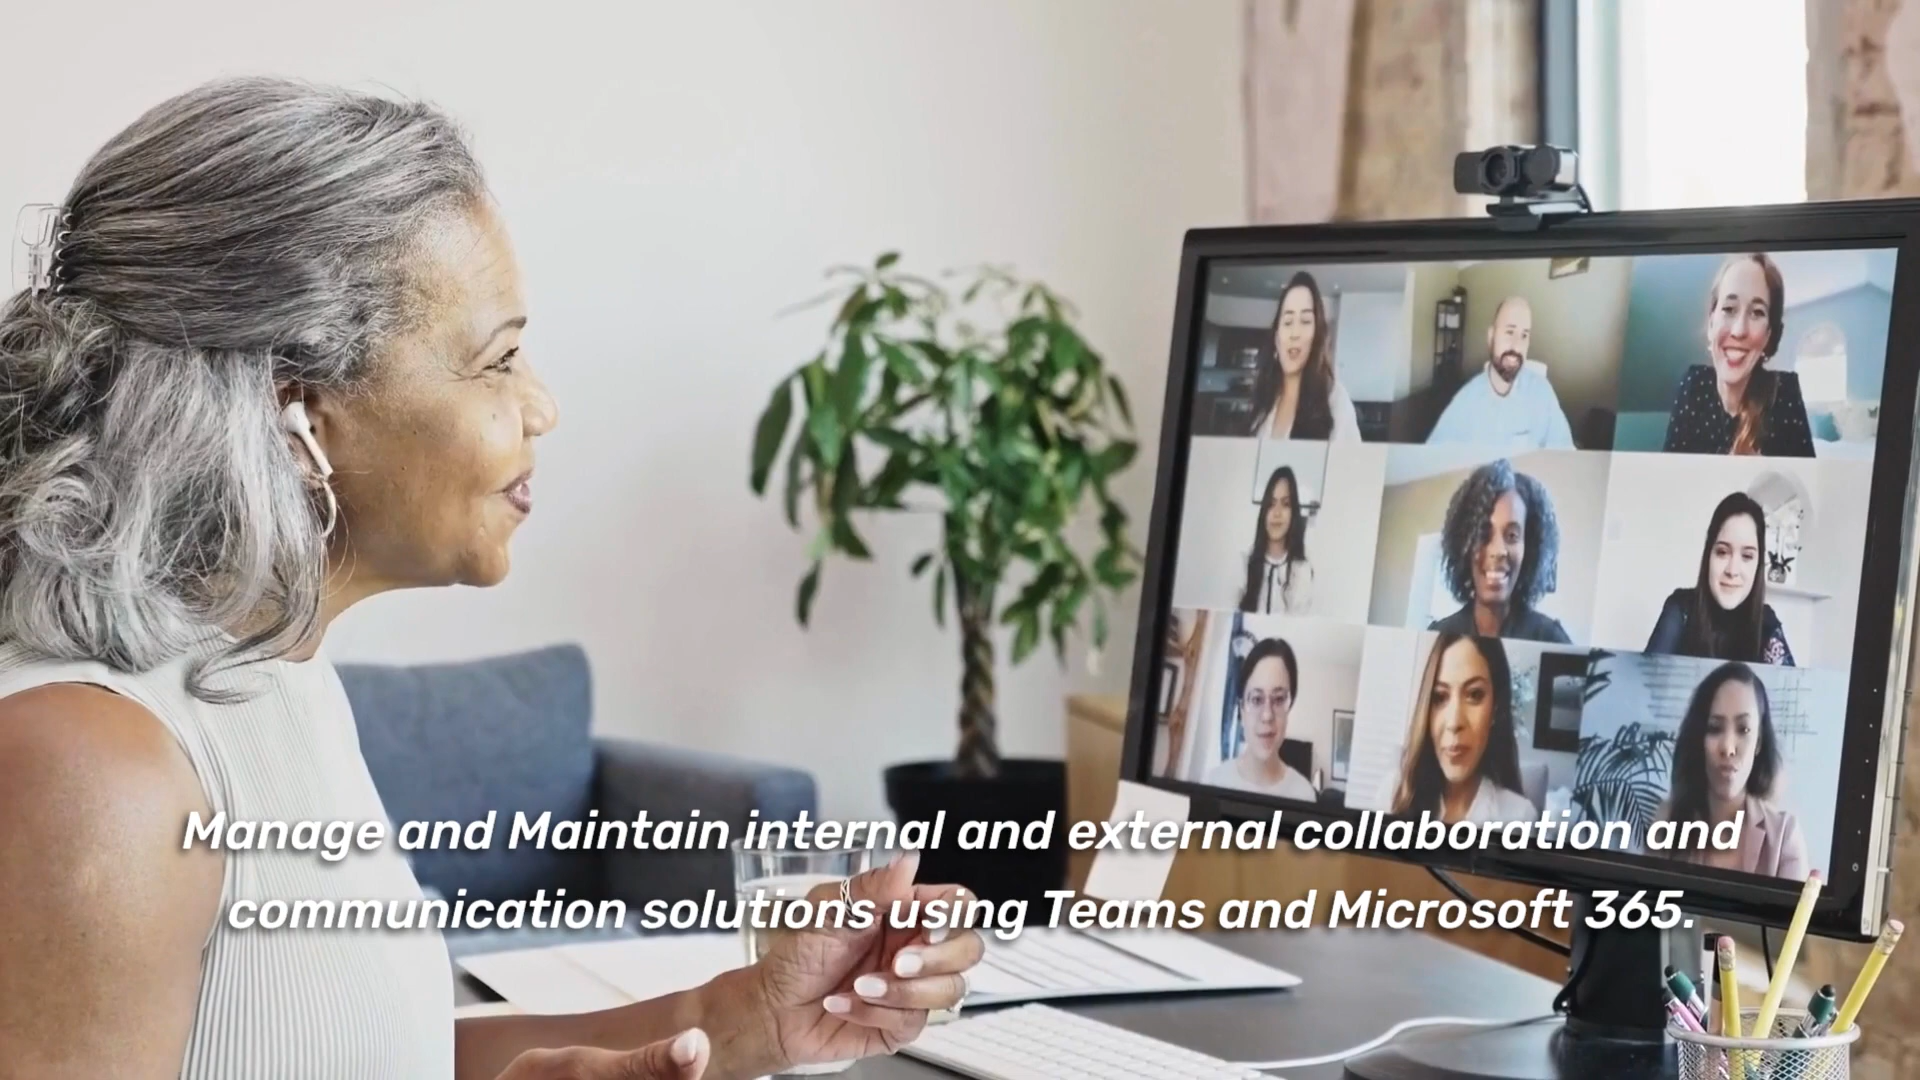 Manage and Maintain internal and external collaboration and
communication solutions using Teams and Microsoft 365.